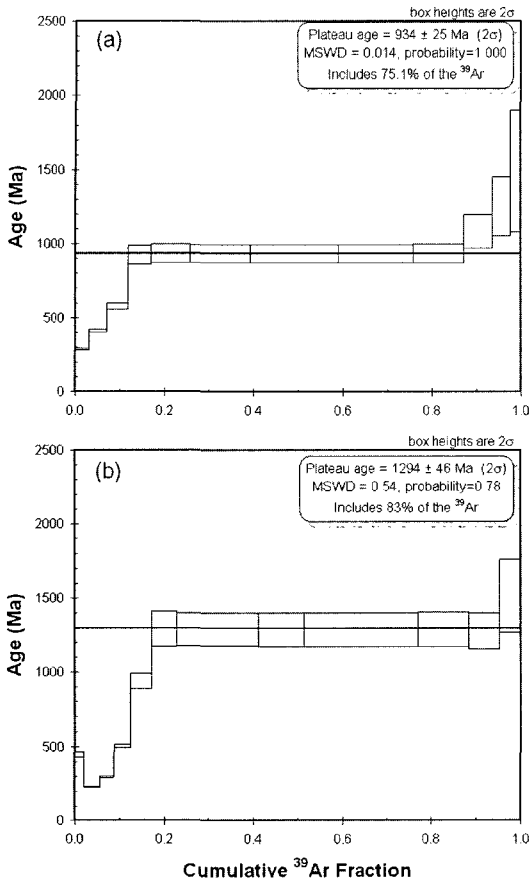 box heights are 2σ
(a)
Plateau age = 934 ± 25 Ma (2σ)
MSWD = 0.014, probability=1 000
Includes 75.1% of the ³⁹Ar
Age (Ma)
2500
2000
1500
1000
500
0
0.0 0.2 0.4 0.6 0.8 1.0
box heights are 2σ
(b)
Plateau age = 1294 ± 46 Ma (2σ)
MSWD = 0 54, probability=0.78
Includes 83% of the ³⁹Ar
Age (Ma)
2500
2000
1500
1000
500
0
0.0 0.2 0.4 0.6 0.8 1.0
Cumulative ³⁹Ar Fraction